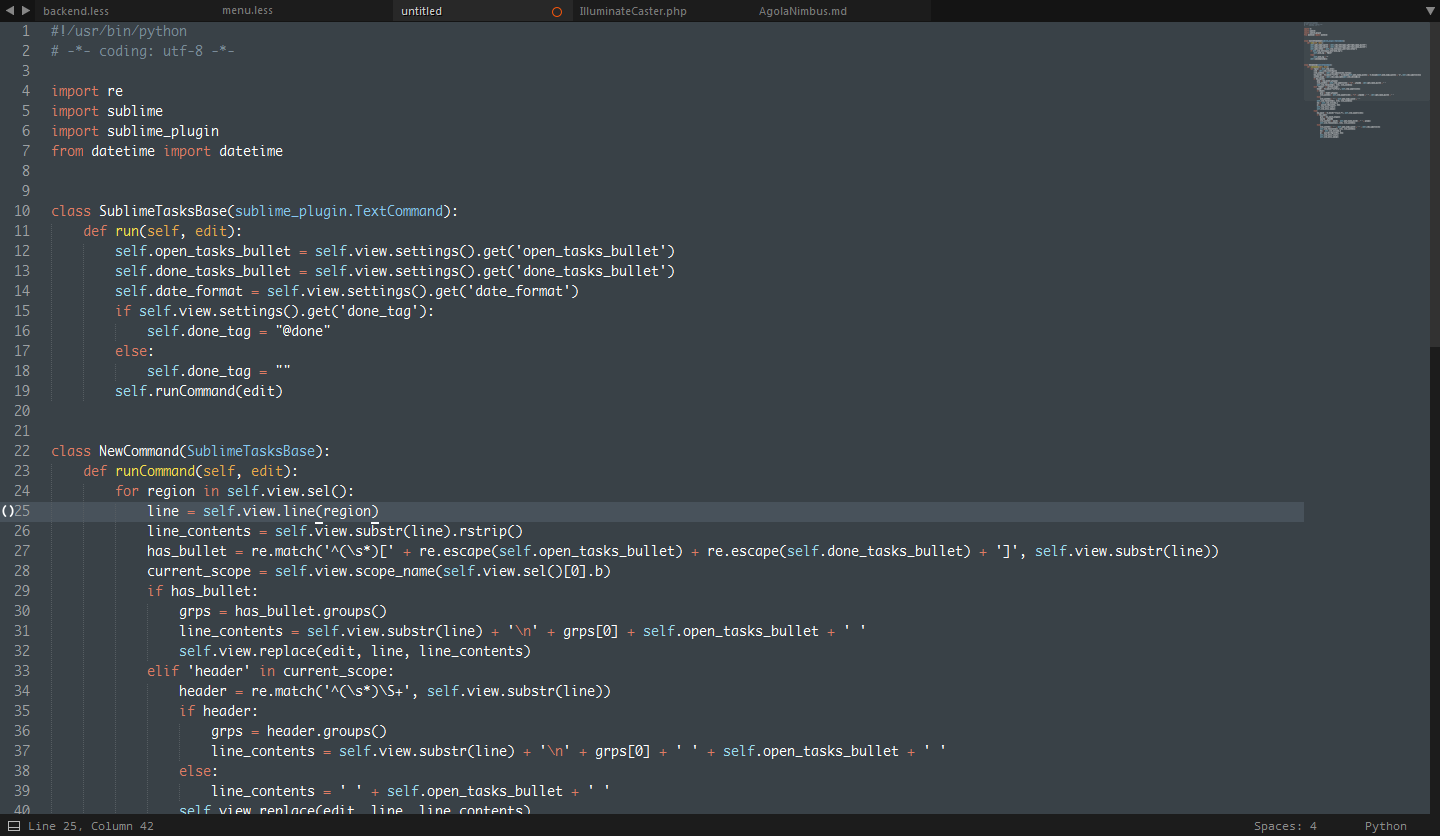 backend.less menu.less untitled IlluminateCaster.php AgolaNimbus.md
1 #!/usr/bin/python
2 # -*- coding: utf-8 -*-
3
4 import re
5 import sublime
6 import sublime_plugin
7 from datetime import datetime
8
9
10 class SublimeTasksBase(sublime_plugin.TextCommand):
11     def run(self, edit):
12         self.open_tasks_bullet = self.view.settings().get('open_tasks_bullet')
13         self.done_tasks_bullet = self.view.settings().get('done_tasks_bullet')
14         self.date_format = self.view.settings().get('date_format')
15         if self.view.settings().get('done_tag'):
16             self.done_tag = "@done"
17         else:
18             self.done_tag = ""
19         self.runCommand(edit)
20
21
22 class NewCommand(SublimeTasksBase):
23     def runCommand(self, edit):
24         for region in self.view.sel():
()25             line = self.view.line(region)
26             line_contents = self.view.substr(line).rstrip()
27             has_bullet = re.match('^(\s*)[' + re.escape(self.open_tasks_bullet) + re.escape(self.done_tasks_bullet) + ']', self.view.substr(line))
28             current_scope = self.view.scope_name(self.view.sel()[0].b)
29             if has_bullet:
30                 grps = has_bullet.groups()
31                 line_contents = self.view.substr(line) + '\n' + grps[0] + self.open_tasks_bullet + ' '
32                 self.view.replace(edit, line, line_contents)
33             elif 'header' in current_scope:
34                 header = re.match('^(\s*)\S+', self.view.substr(line))
35                 if header:
36                     grps = header.groups()
37                     line_contents = self.view.substr(line) + '\n' + grps[0] + ' ' + self.open_tasks_bullet + ' '
38                 else:
39                     line_contents = ' ' + self.open_tasks_bullet + ' '
40                 self.view.replace(edit, line, line_contents)
Line 25, Column 42 Spaces: 4 Python